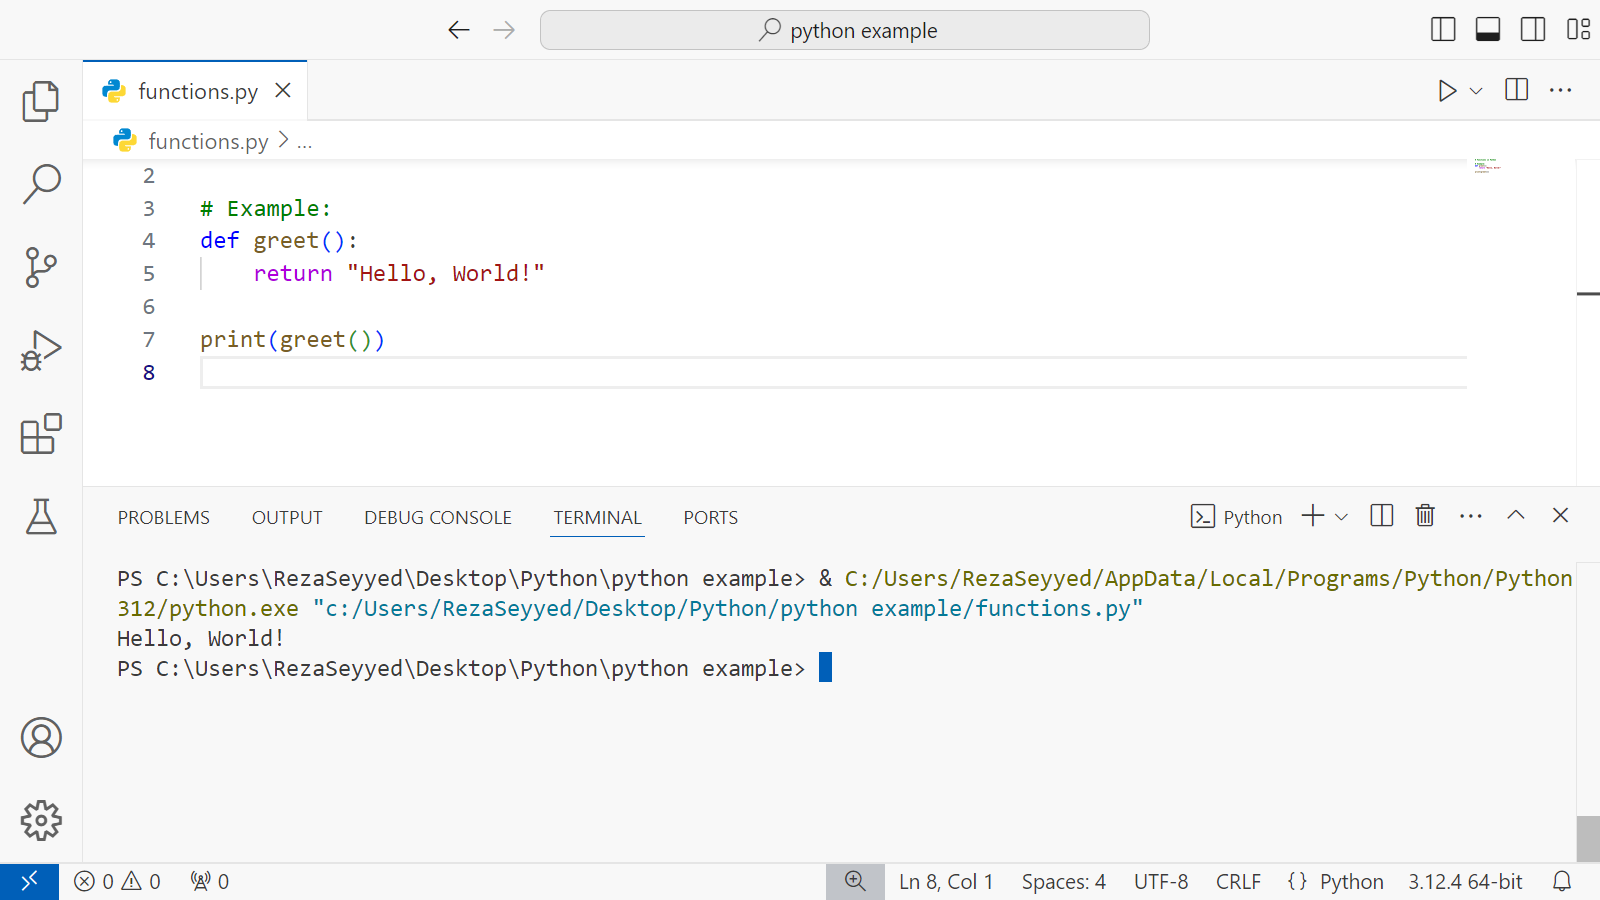 python example
functions.py
functions.py > ...
2
3 # Example:
4 def greet():
5     return "Hello, World!"
6
7 print(greet())
8
PROBLEMS OUTPUT DEBUG CONSOLE TERMINAL PORTS Python
PS C:\Users\RezaSeyyed\Desktop\Python\python example> & C:/Users/RezaSeyyed/AppData/Local/Programs/Python/Python
312/python.exe "c:/Users/RezaSeyyed/Desktop/Python/python example/functions.py"
Hello, World!
PS C:\Users\RezaSeyyed\Desktop\Python\python example>
0 0 0 Ln 8, Col 1 Spaces: 4 UTF-8 CRLF {} Python 3.12.4 64-bit